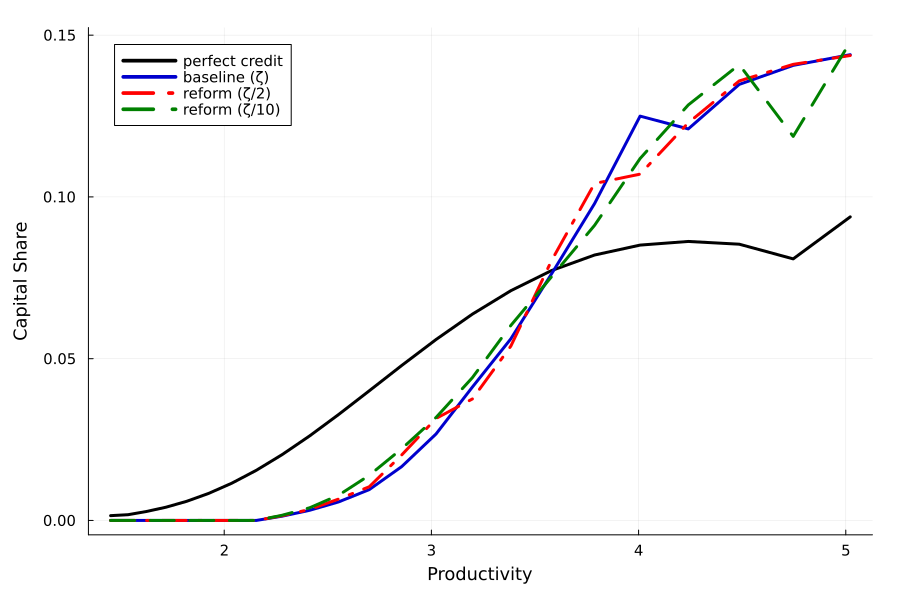 0.15
perfect credit
baseline (ζ)
reform (ζ/2)
reform (ζ/10)
0.10
Capital Share
0.05
0.00
2 3 4 5
Productivity